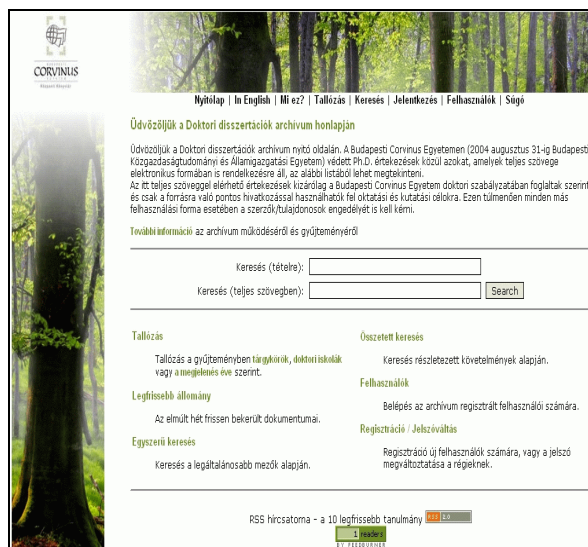 BUDAPESTI
CORVINUS
EGYETEM
Központi Könyvtár
Nyitólap | In English | Mi ez? | Tallózás | Keresés | Jelentkezés | Felhasználók | Súgó
Üdvözöljük a Doktori disszertációk archívum honlapján
Üdvözöljük a Doktori disszertációk archívum nyitó oldalán. A Budapesti Corvinus Egyetemen (2004 augusztus 31-ig Budapesti
Közgazdaságtudományi és Államigazgatási Egyetem) védett Ph.D. értekezések közül azokat, amelyek teljes szövege
elektronikus formában is rendelkezésre áll, az alábbi listából lehet megtekinteni.
Az itt teljes szöveggel elérhető értekezések kizárólag a Budapesti Corvinus Egyetem doktori szabályzatában foglaltak szerint
és csak a forrásra való pontos hivatkozással használhatók fel oktatási és kutatási célokra. Ezen túlmenően minden más
felhasználási forma esetében a szerzők/tulajdonosok engedélyét is kell kérni.
További információ az archívum működéséről és gyűjteményéről
Keresés (tételre):
Keresés (teljes szövegben): Search
Tallózás
Tallózás a gyűjteményben tárgykörök, doktori iskolák
vagy a megjelenés éve szerint.
Legfrissebb állomány
Az elmúlt hét frissen bekerült dokumentumai.
Egyszerű keresés
Keresés a legáltalánosabb mezők alapján.
Összetett keresés
Keresés részletezett követelmények alapján.
Felhasználók
Belépés az archívum regisztrált felhasználói számára.
Regisztráció / Jelszóváltás
Regisztráció új felhasználók számára, vagy a jelszó
megváltoztatása a régieknek.
RSS hírcsatorna - a 10 legfrissebb tanulmány RSS 2.0
1 readers
BY FEEDBURNER